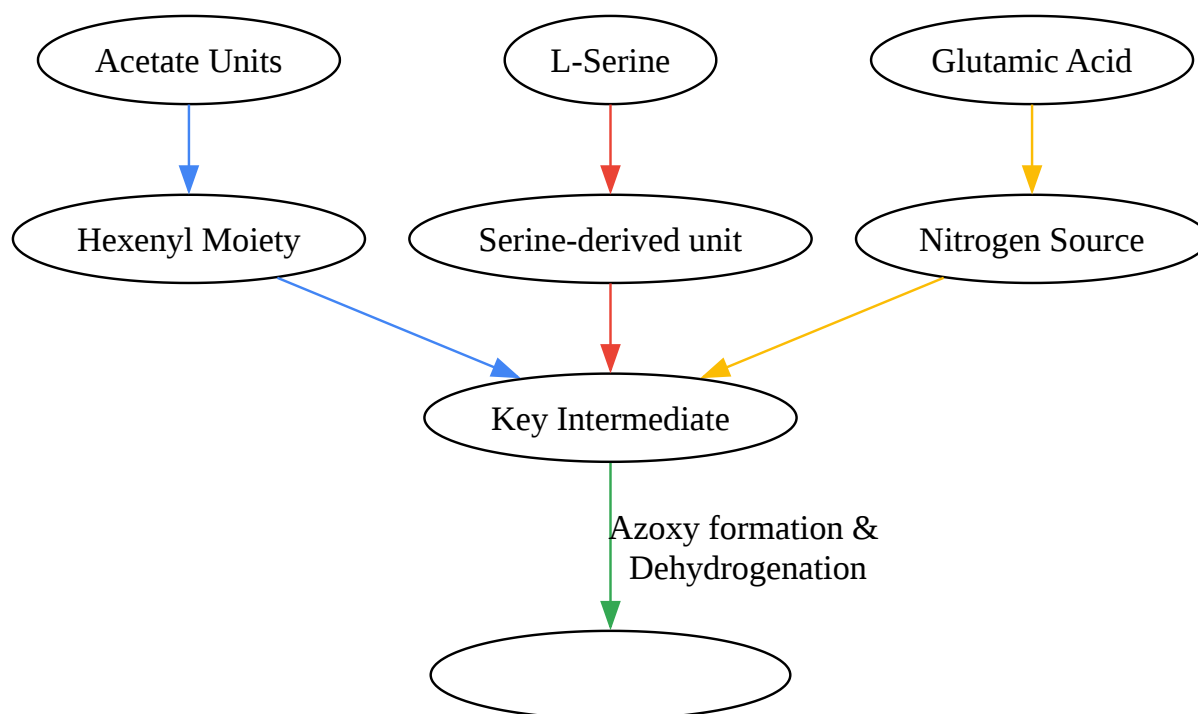 Acetate Units
L-Serine
Glutamic Acid
Hexenyl Moiety
Serine-derived unit
Nitrogen Source
Key Intermediate
Azoxy formation &
Dehydrogenation